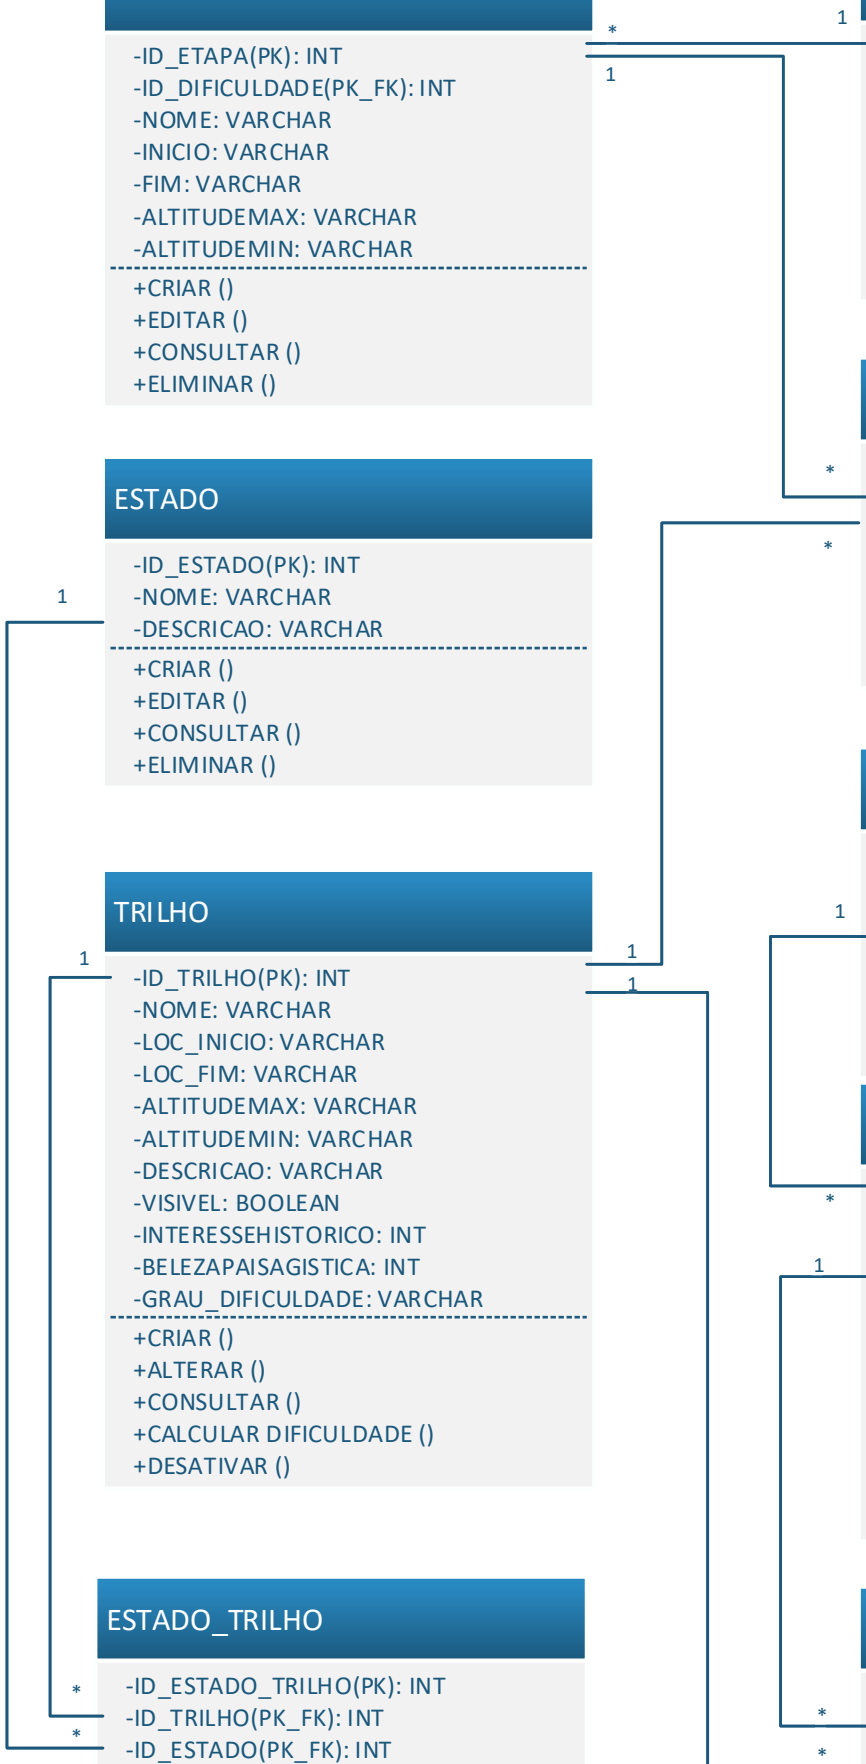 *
1
-ID_ETAPA(PK): INT
-ID_DIFICULDADE(PK_FK): INT
1
-NOME: VARCHAR
-INICIO: VARCHAR
-FIM: VARCHAR
-ALTITUDEMAX: VARCHAR
-ALTITUDEMIN: VARCHAR
+CRIAR ()
+EDITAR ()
+CONSULTAR ()
+ELIMINAR ()
*
ESTADO
*
-ID_ESTADO(PK): INT
1
-NOME: VARCHAR
-DESCRICAO: VARCHAR
+CRIAR ()
+EDITAR ()
+CONSULTAR ()
+ELIMINAR ()
TRILHO
1
1
1
-ID_TRILHO(PK): INT
1
-NOME: VARCHAR
-LOC_INICIO: VARCHAR
-LOC_FIM: VARCHAR
-ALTITUDEMAX: VARCHAR
-ALTITUDEMIN: VARCHAR
-DESCRICAO: VARCHAR
-VISIVEL: BOOLEAN
*
-INTERESSEHISTORICO: INT
-BELEZAPAISAGISTICA: INT
1
-GRAU_DIFICULDADE: VARCHAR
+CRIAR ()
+ALTERAR ()
+CONSULTAR ()
+CALCULAR DIFICULDADE ()
+DESATIVAR ()
ESTADO_TRILHO
*
-ID_ESTADO_TRILHO(PK): INT
-ID_TRILHO(PK_FK): INT
*
*
-ID_ESTADO(PK_FK): INT
*